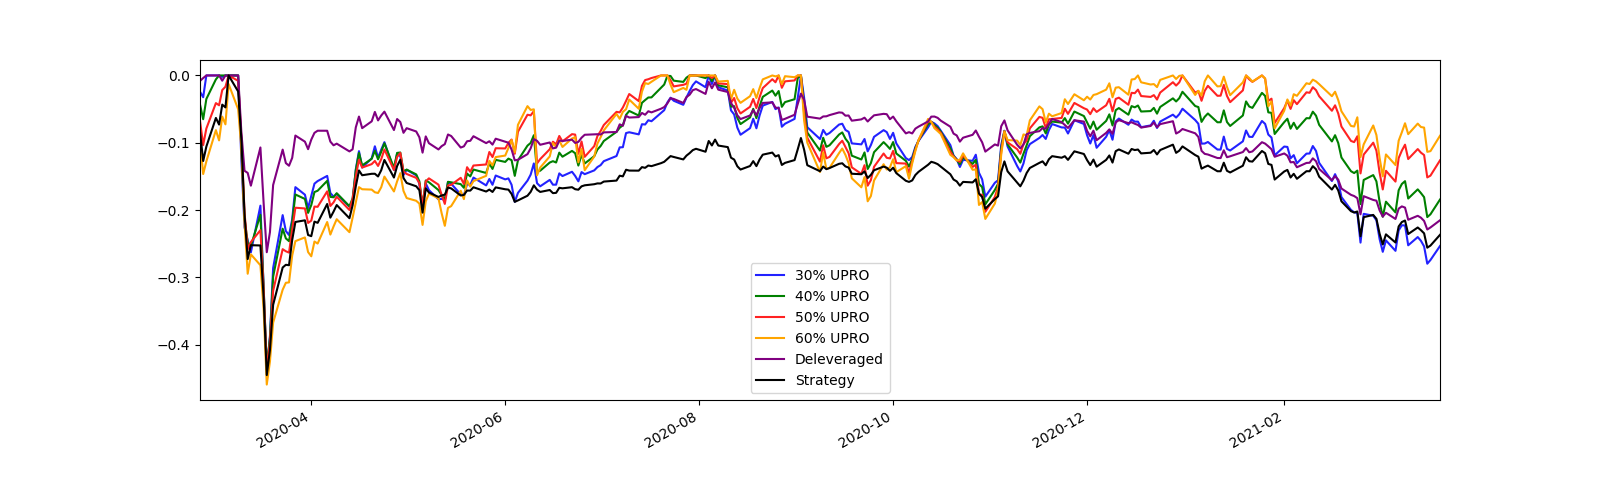 0.0
−0.1
−0.2
−0.3
−0.4
30% UPRO
40% UPRO
50% UPRO
60% UPRO
Deleveraged
Strategy
2020-04
2020-06
2020-08
2020-10
2020-12
2021-02